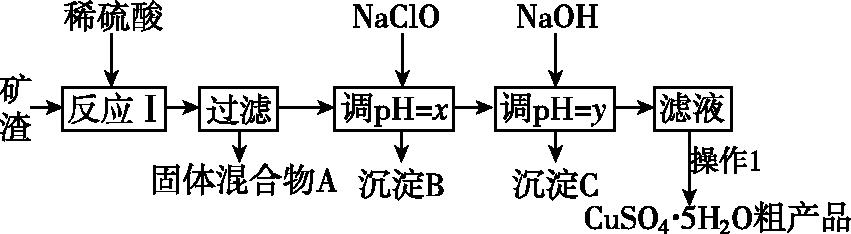 稀硫酸 NaClO NaOH
矿渣 反应Ⅰ 过滤 调pH=x 调pH=y 滤液
固体混合物A 沉淀B 沉淀C 操作1
CuSO₄·5H₂O粗产品